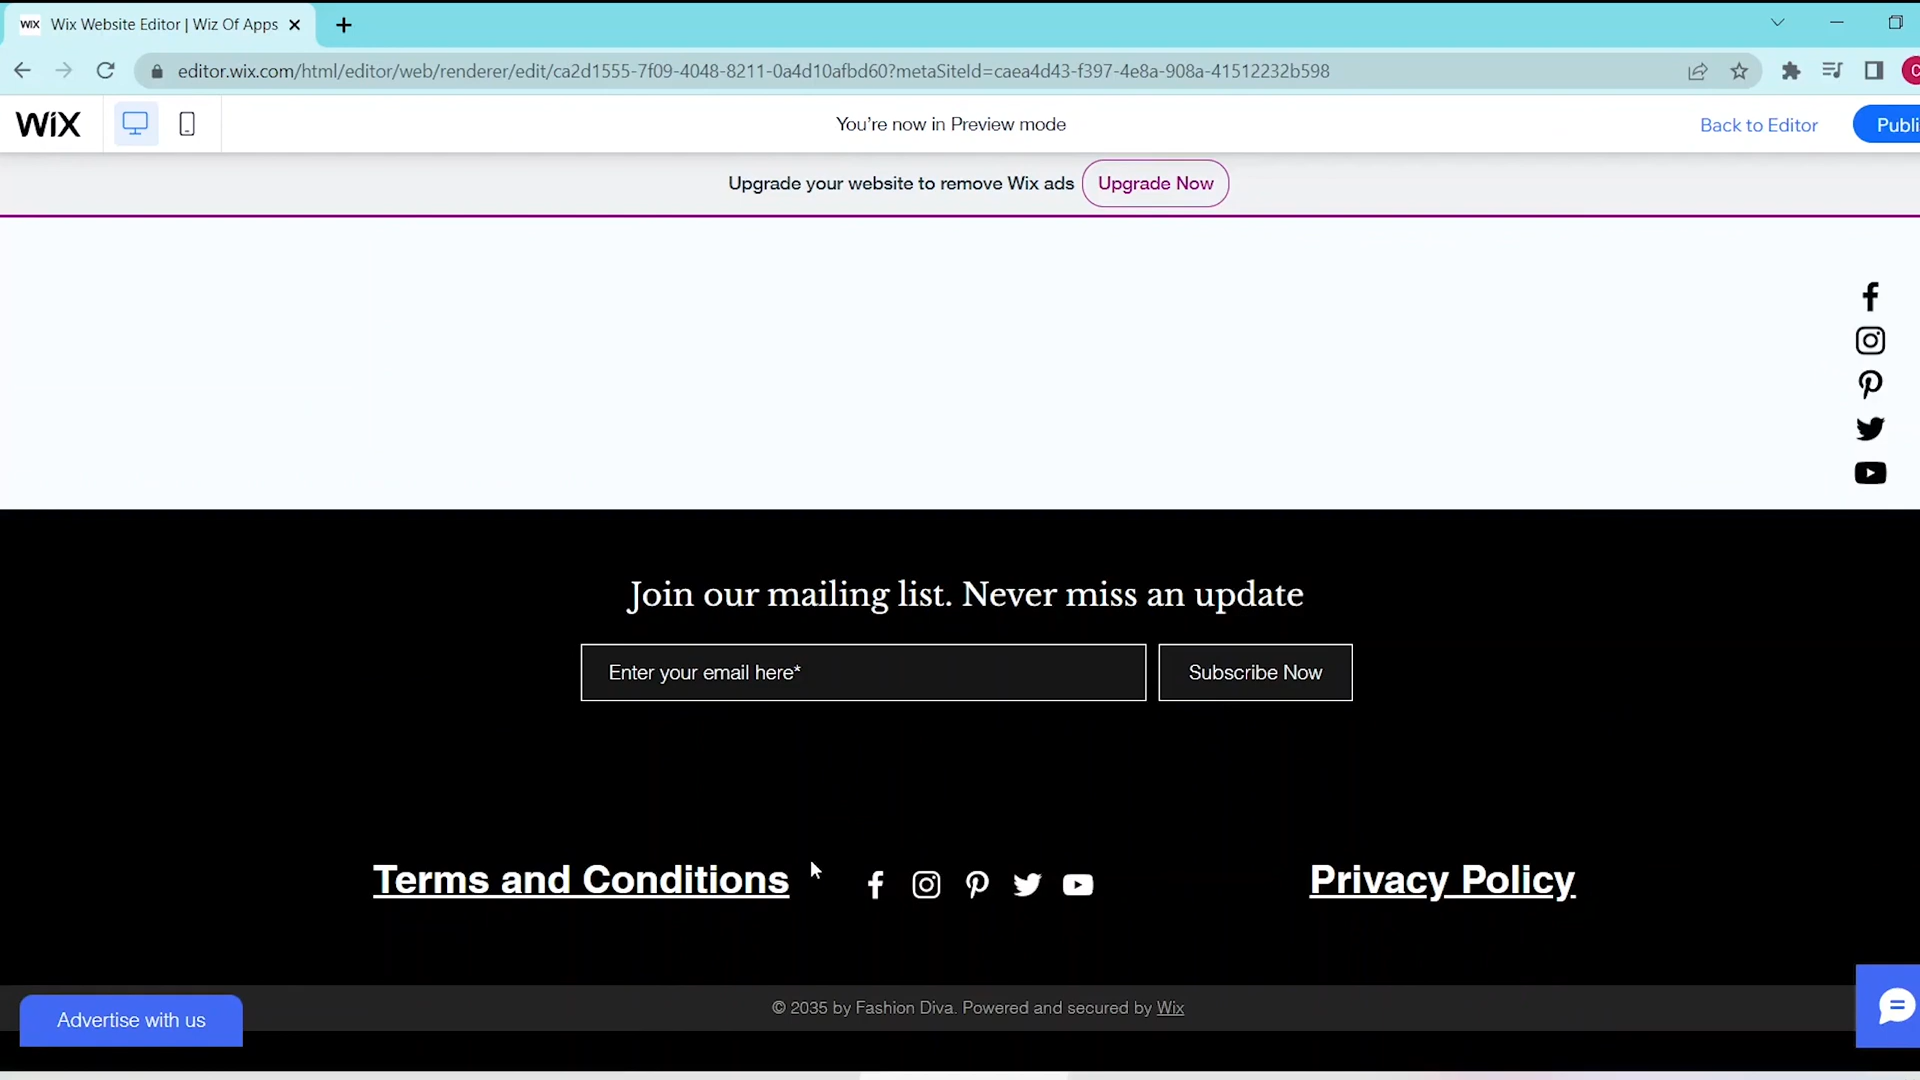 WiX Wix Website Editor | Wiz Of Apps
editor.wix.com/html/editor/web/renderer/edit/ca2d1555-7f09-4048-8211-0a4d10afbd60?metaSiteId=caea4d43-f397-4e8a-908a-41512232b598
C
WiX You're now in Preview mode Back to Editor Publi
Upgrade your website to remove Wix ads Upgrade Now
Join our mailing list. Never miss an update
Enter your email here* Subscribe Now
Terms and Conditions Privacy Policy
© 2035 by Fashion Diva. Powered and secured by Wix
Advertise with us